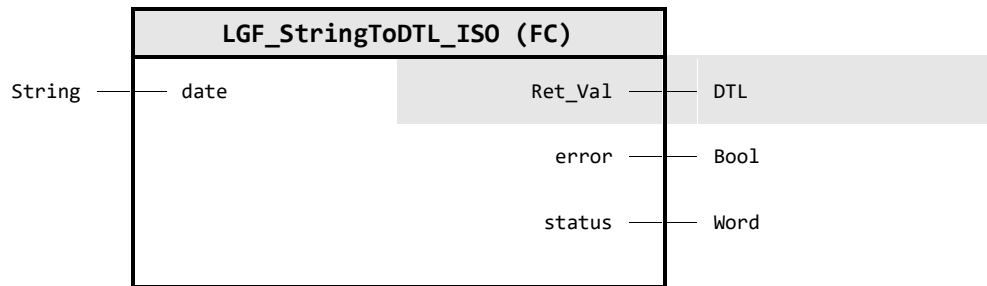 LGF_StringToDTL_ISO (FC)
String date Ret_Val DTL
error Bool
status Word